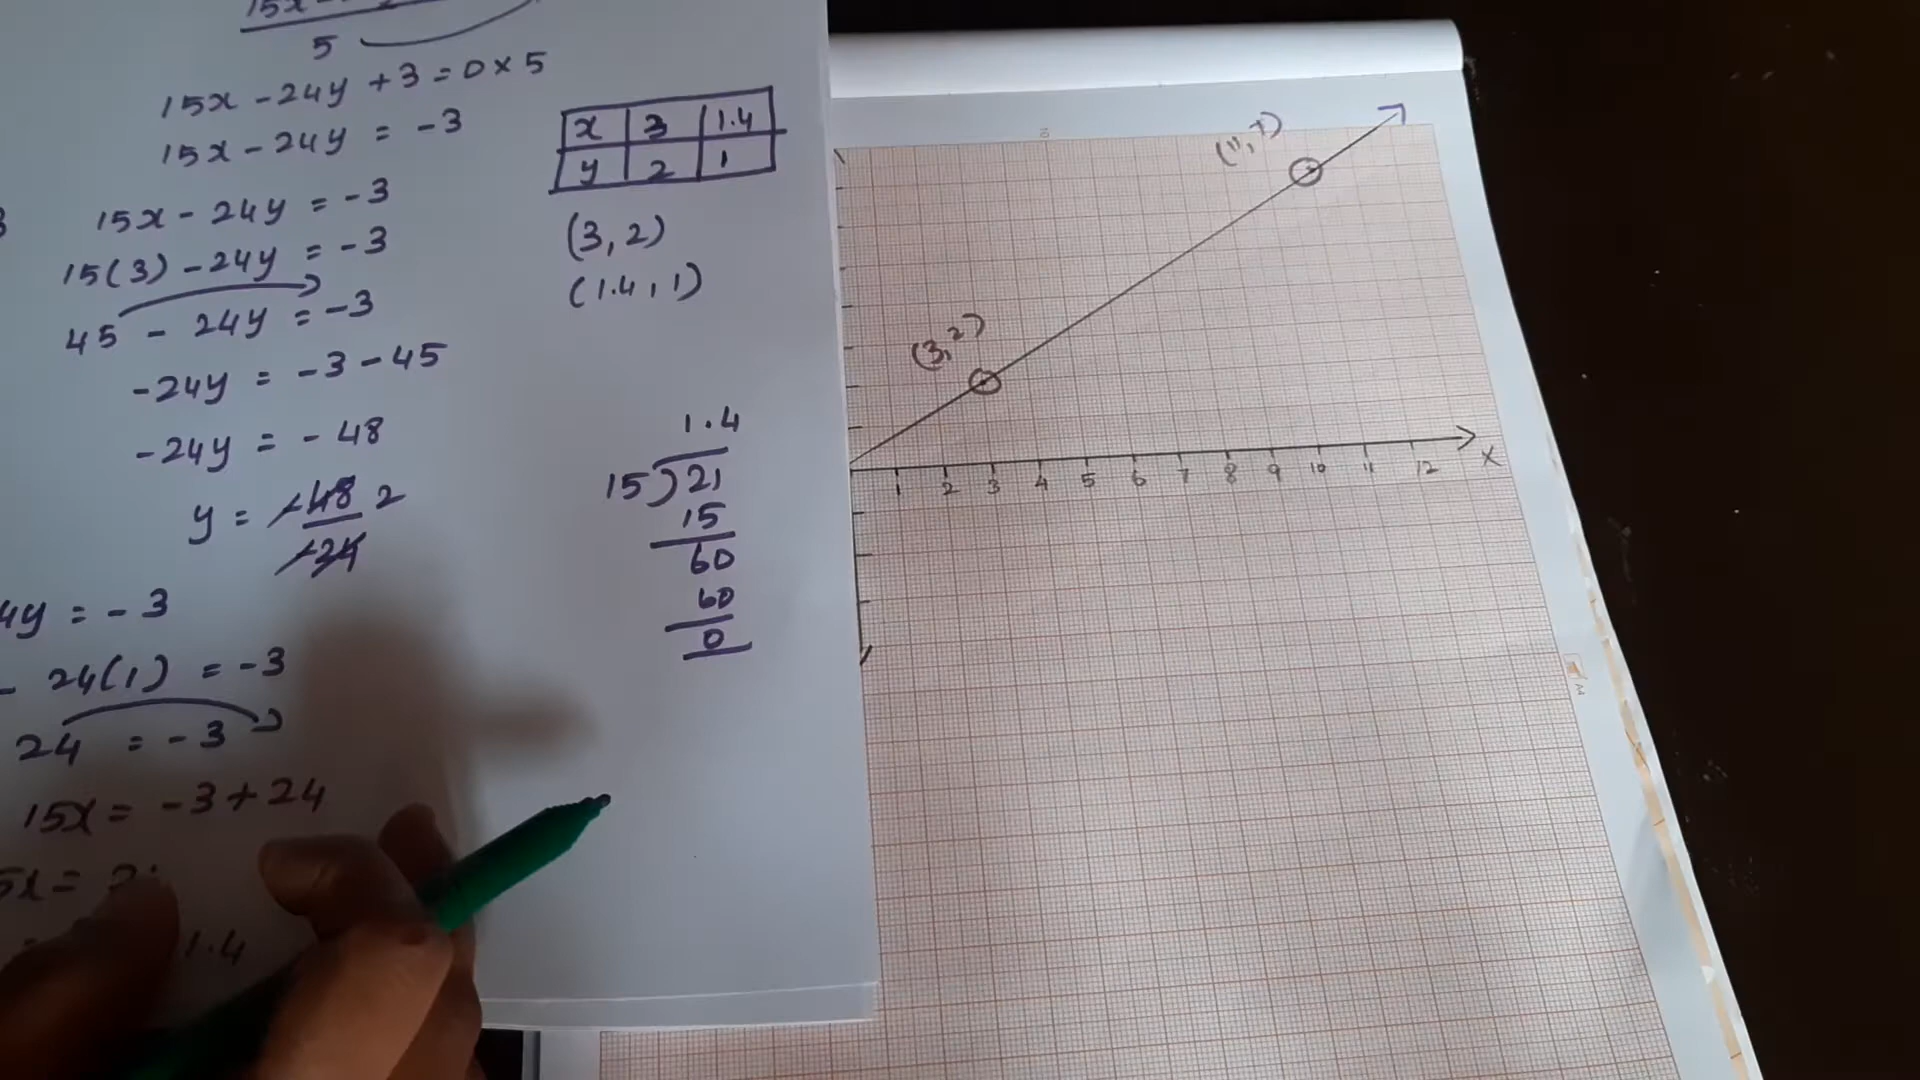 5
15x - 24y + 3 = 0 × 5
15x - 24y = -3
15x - 24y = -3
15(3) - 24y = -3
45 - 24y = -3
-24y = -3 - 45
-24y = - 48
y = -48 2
-24
4y = - 3
- 24(1) = -3
24 = -3
15x = -3 + 24
5x =
1.4
x 3 1.4
y 2 1
(3, 2)
(1.4, 1)
1.4
15)21
15
60
60
0
(3,2)
1 2 3 4 5 6 7 8 9 10 11 12 X
A4